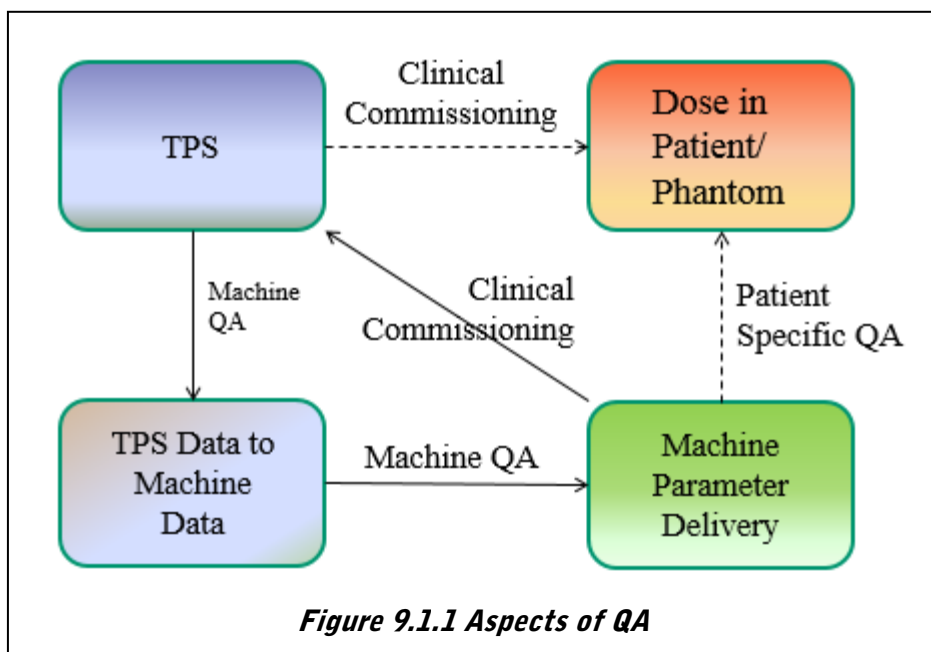 Clinical
Commissioning
TPS
Dose in
Patient/
Phantom
Machine
QA
Clinical
Commissioning
Patient
Specific QA
TPS Data to
Machine
Data
Machine QA
Machine
Parameter
Delivery
Figure 9.1.1 Aspects of QA